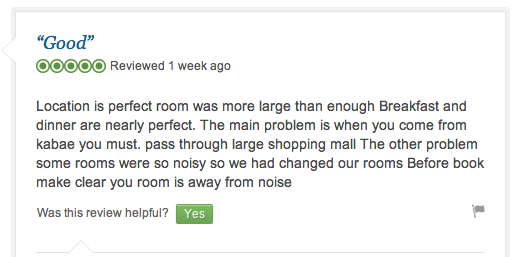 “Good”
Reviewed 1 week ago
Location is perfect room was more large than enough Breakfast and
dinner are nearly perfect. The main problem is when you come from
kabae you must. pass through large shopping mall The other problem
some rooms were so noisy so we had changed our rooms Before book
make clear you room is away from noise
Was this review helpful? Yes